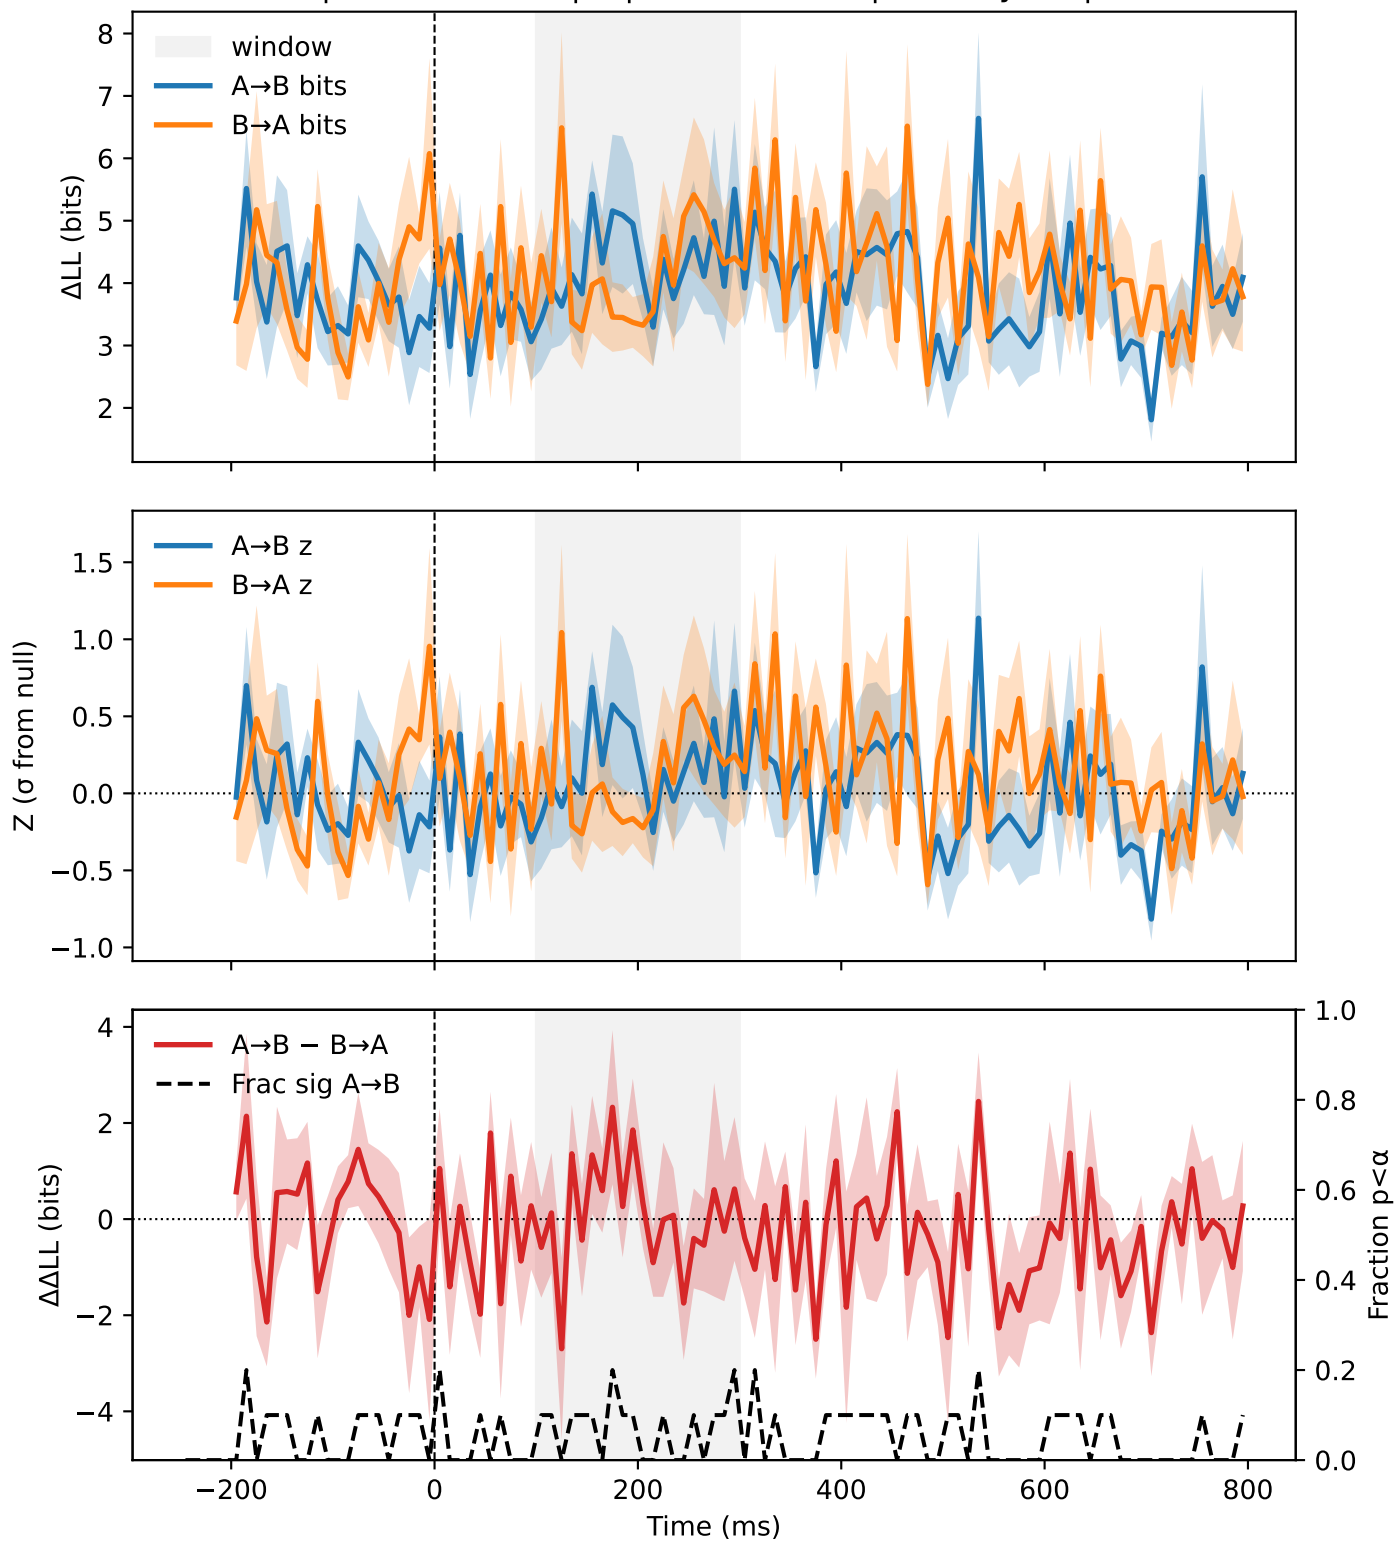 8
7
6
5
4
3
2
ΔLL (bits)
window
A→B bits
B→A bits
1.5
1.0
0.5
0.0
−0.5
−1.0
Z (σ from null)
A→B z
B→A z
4
2
0
−2
−4
ΔΔLL (bits)
A→B − B→A
Frac sig A→B
1.0
0.8
0.6
0.4
0.2
0.0
Fraction p<α
−200 0 200 400 600 800
Time (ms)